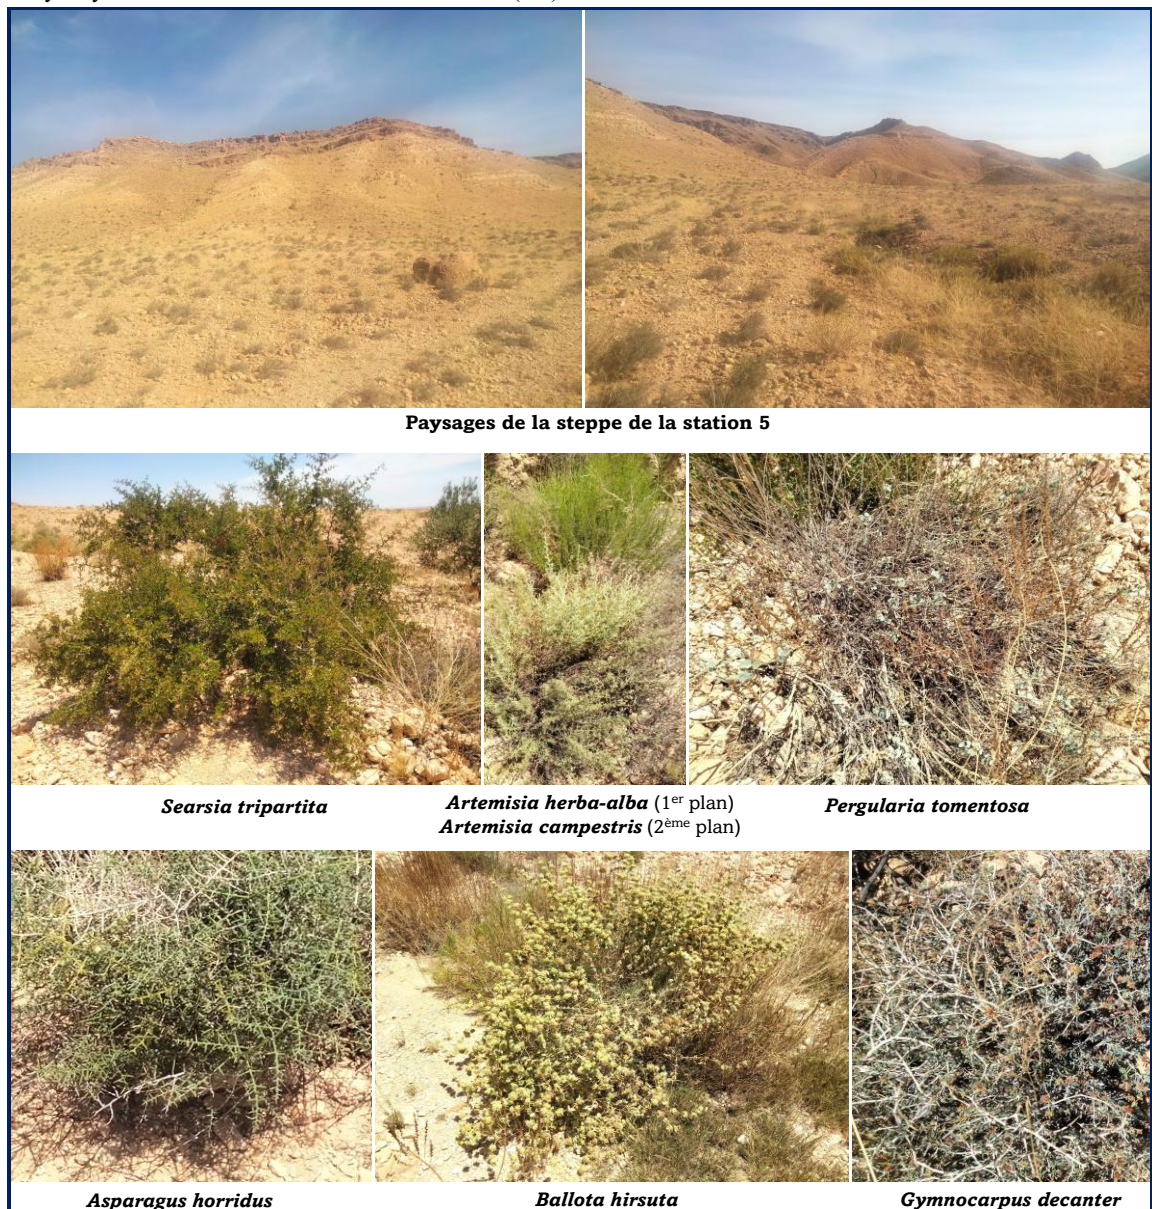 Paysages de la steppe de la station 5
Searsia tripartita
Artemisia herba-alba (1er plan)
Artemisia campestris (2ème plan)
Pergularia tomentosa
Asparagus horridus
Ballota hirsuta
Gymnocarpus decanter